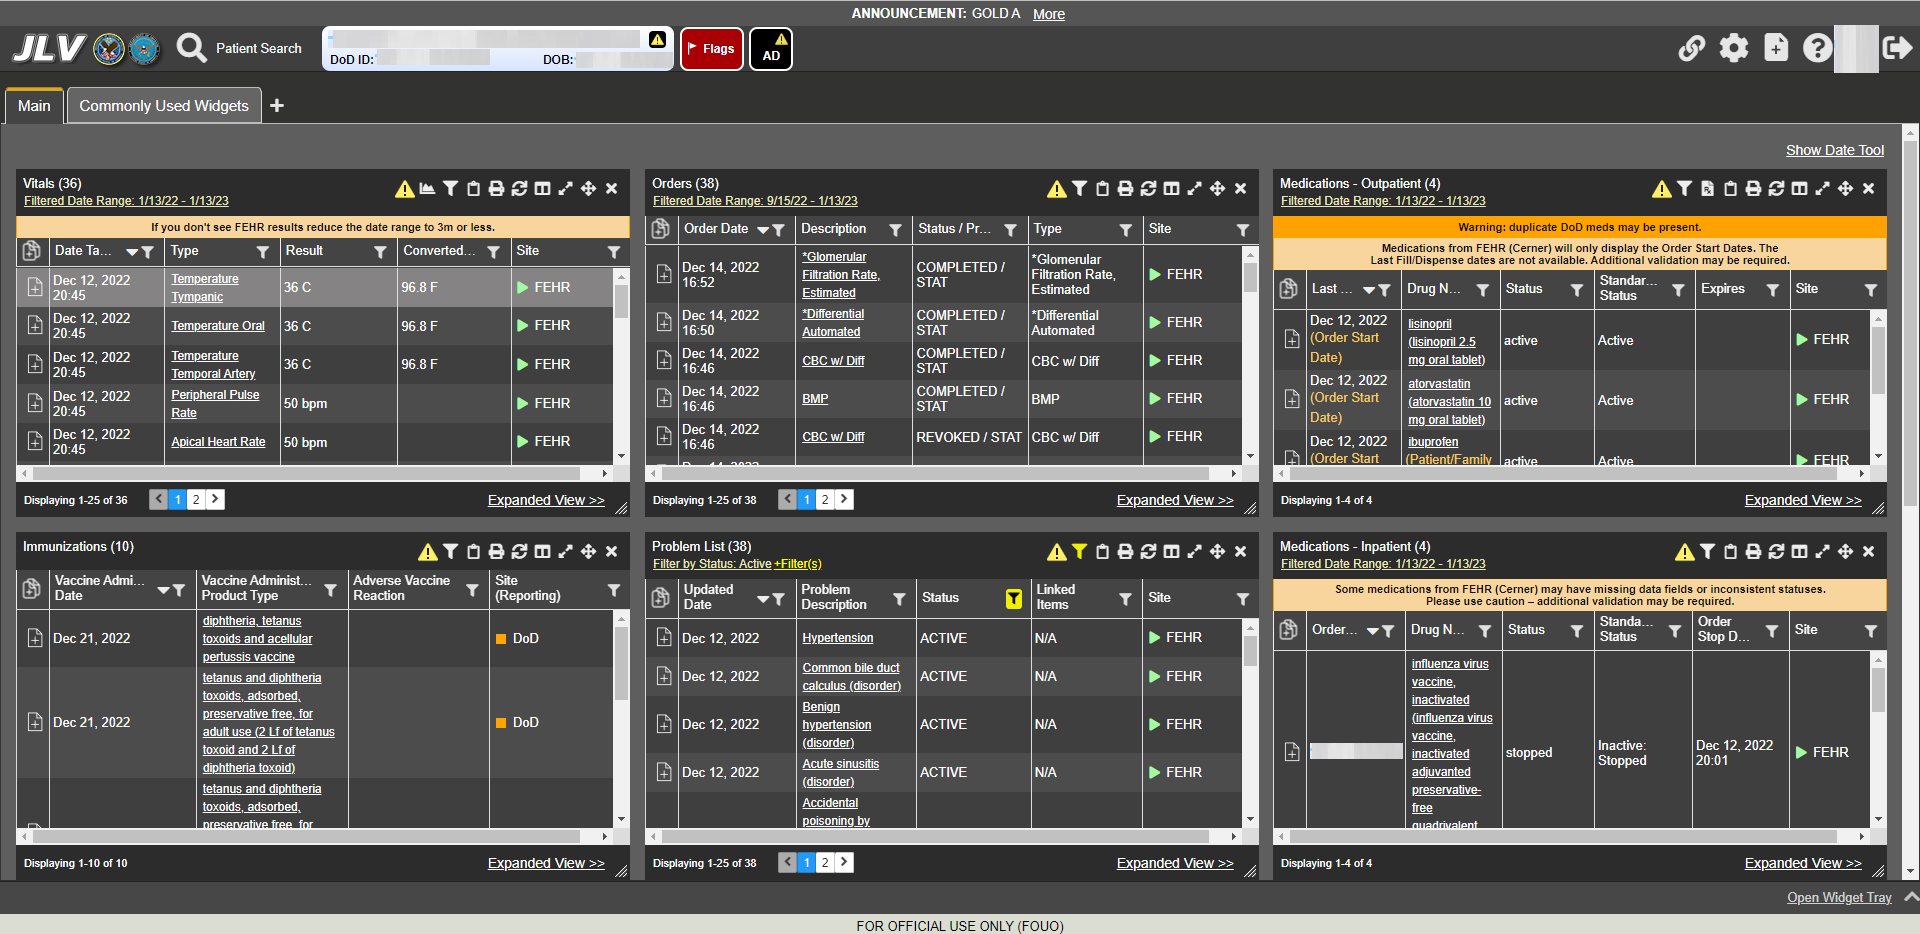 ANNOUNCEMENT: GOLD A More
JLV
Patient Search
DoD ID:
DOB:
Flags
AD
Main
Commonly Used Widgets
Show Date Tool
Vitals (36)
Filtered Date Range: 1/13/22 - 1/13/23
If you don't see FEHR results reduce the date range to 3m or less.
Date Ta... Type Result Converted... Site
Dec 12, 2022 20:45 Temperature Tympanic 36 C 96.8 F FEHR
Dec 12, 2022 20:45 Temperature Oral 36 C 96.8 F FEHR
Dec 12, 2022 20:45 Temperature Temporal Artery 36 C 96.8 F FEHR
Dec 12, 2022 20:45 Peripheral Pulse Rate 50 bpm FEHR
Dec 12, 2022 20:45 Apical Heart Rate 50 bpm FEHR
Displaying 1-25 of 36 1 2 Expanded View >>
Orders (38)
Filtered Date Range: 9/15/22 - 1/13/23
Order Date Description Status / Pr... Type Site
Dec 14, 2022 16:52 *Glomerular Filtration Rate, Estimated COMPLETED / STAT *Glomerular Filtration Rate, Estimated FEHR
Dec 14, 2022 16:50 *Differential Automated COMPLETED / STAT *Differential Automated FEHR
Dec 14, 2022 16:46 CBC w/ Diff COMPLETED / STAT CBC w/ Diff FEHR
Dec 14, 2022 16:46 BMP COMPLETED / STAT BMP FEHR
Dec 14, 2022 16:46 CBC w/ Diff REVOKED / STAT CBC w/ Diff FEHR
Displaying 1-25 of 38 1 2 Expanded View >>
Medications - Outpatient (4)
Filtered Date Range: 1/13/22 - 1/13/23
Warning: duplicate DoD meds may be present.
Medications from FEHR (Cerner) will only display the Order Start Dates. The
Last Fill/Dispense dates are not available. Additional validation may be required.
Last ... Drug N... Status Standar... Status Expires Site
Dec 12, 2022 (Order Start Date) lisinopril (lisinopril 2.5 mg oral tablet) active Active FEHR
Dec 12, 2022 (Order Start Date) atorvastatin (atorvastatin 10 mg oral tablet) active Active FEHR
Dec 12, 2022 (Order Start ibuprofen (Patient/Family active Active FEHR
Displaying 1-4 of 4 Expanded View >>
Immunizations (10)
Vaccine Admi... Date Vaccine Administ... Product Type Adverse Vaccine Reaction Site (Reporting)
Dec 21, 2022 diphtheria, tetanus toxoids and acellular pertussis vaccine DoD
Dec 21, 2022 tetanus and diphtheria toxoids, adsorbed, preservative free, for adult use (2 Lf of tetanus toxoid and 2 Lf of diphtheria toxoid) DoD
tetanus and diphtheria toxoids, adsorbed, preservative free, for
Displaying 1-10 of 10 Expanded View >>
Problem List (38)
Filter by Status: Active +Filter(s)
Updated Date Problem Description Status Linked Items Site
Dec 12, 2022 Hypertension ACTIVE N/A FEHR
Dec 12, 2022 Common bile duct calculus (disorder) ACTIVE N/A FEHR
Dec 12, 2022 Benign hypertension (disorder) ACTIVE N/A FEHR
Dec 12, 2022 Acute sinusitis (disorder) ACTIVE N/A FEHR
Accidental poisoning by
Displaying 1-25 of 38 1 2 Expanded View >>
Medications - Inpatient (4)
Filtered Date Range: 1/13/22 - 1/13/23
Some medications from FEHR (Cerner) may have missing data fields or inconsistent statuses.
Please use caution – additional validation may be required.
Order... Drug N... Status Standa... Status Order Stop D... Site
influenza virus vaccine, inactivated (influenza virus vaccine, inactivated adjuvanted preservative-free quadrivalent stopped Inactive: Stopped Dec 12, 2022 20:01 FEHR
Displaying 1-4 of 4 Expanded View >>
Open Widget Tray
FOR OFFICIAL USE ONLY (FOUO)